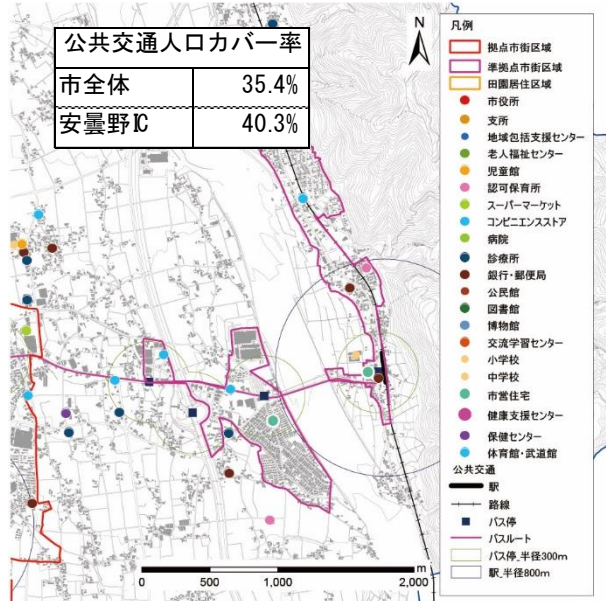 公共交通人口カバー率
市全体 35.4%
安曇野IC 40.3%
N
凡例
拠点市街区域
準拠点市街区域
田園居住区域
市役所
支所
地域包括支援センター
老人福祉センター
児童館
認可保育所
スーパーマーケット
コンビニエンスストア
病院
診療所
銀行・郵便局
公民館
図書館
博物館
交流学習センター
小学校
中学校
市営住宅
健康支援センター
保健センター
体育館・武道館
公共交通
駅
路線
バス停
バスルート
バス停_半径300m
駅_半径800m
m
0 500 1,000 2,000